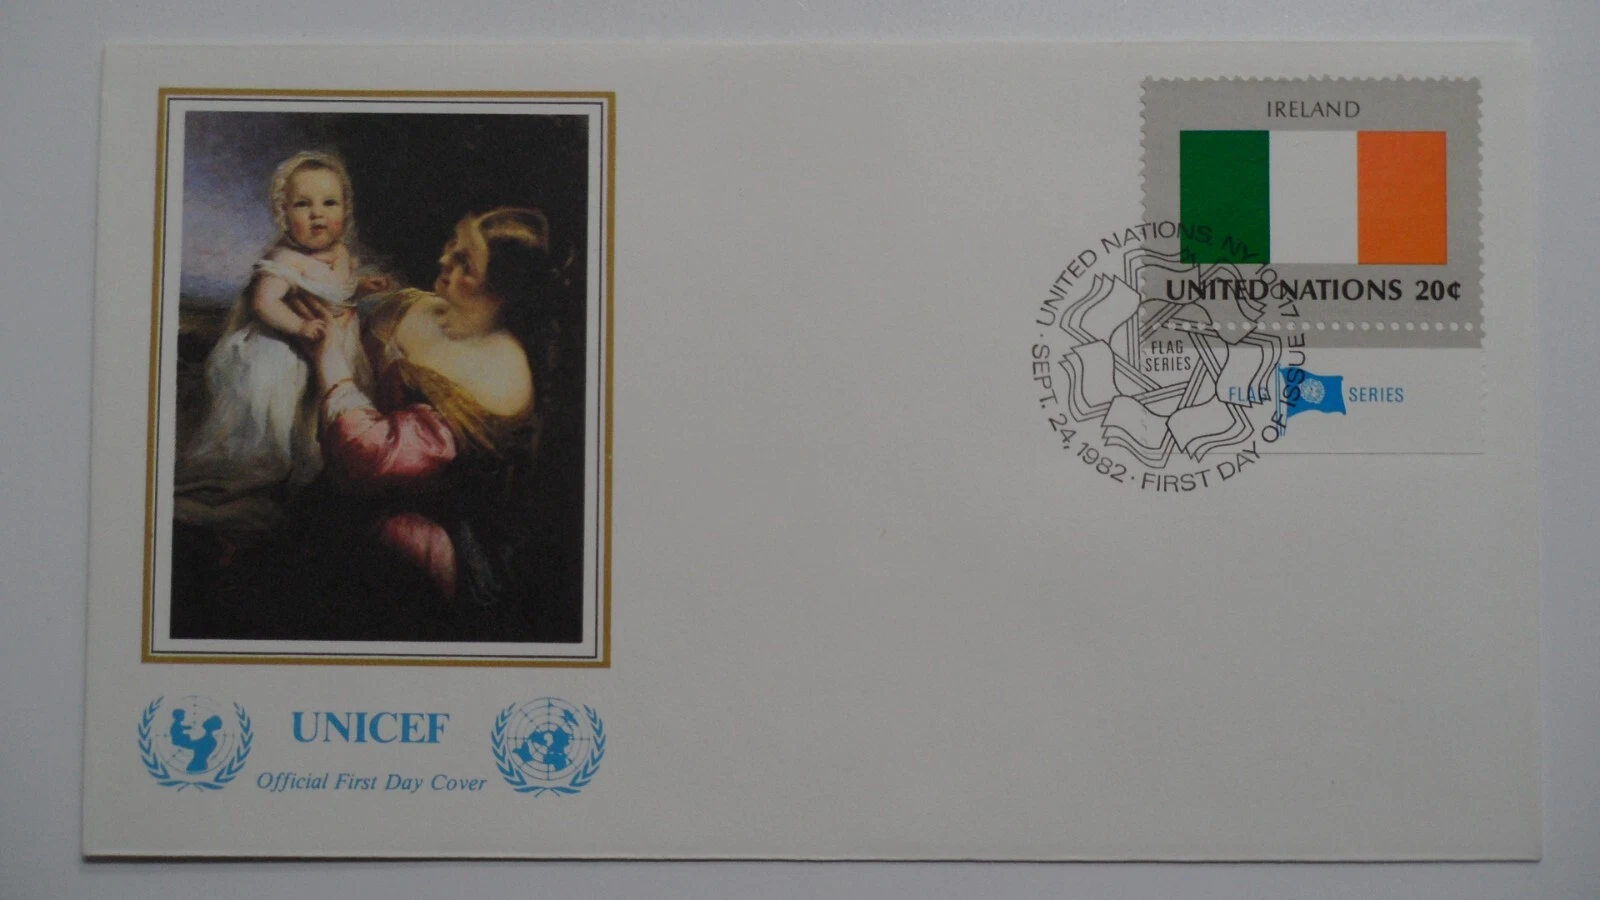 IRELAND
UNITED NATIONS 20¢
UNITED NATIONS, NY 10017
SEPT. 24, 1982 · FIRST DAY OF ISSUE
FLAG
SERIES
FLAG SERIES
UNICEF
Official First Day Cover